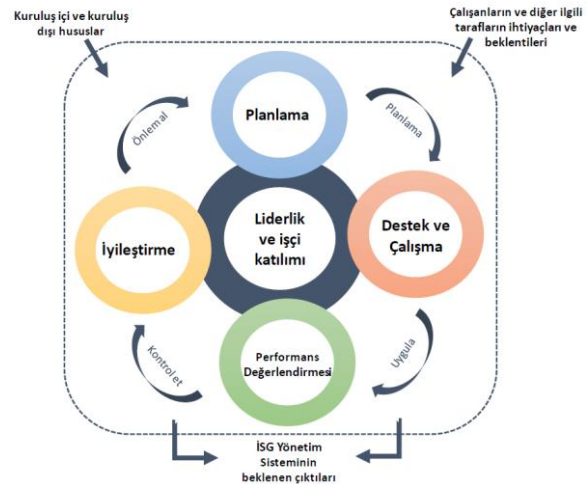 Kuruluş içi ve kuruluş
dışı hususlar
Çalışanların ve diğer ilgili
tarafların ihtiyaçları ve
beklentileri
Önlem al
Planlama
Planlama
İyileştirme
Liderlik
ve işçi
katılımı
Destek ve
Çalışma
Kontrol et
Performans
Değerlendirmesi
Uygula
İSG Yönetim
Sisteminin
beklenen çıktıları